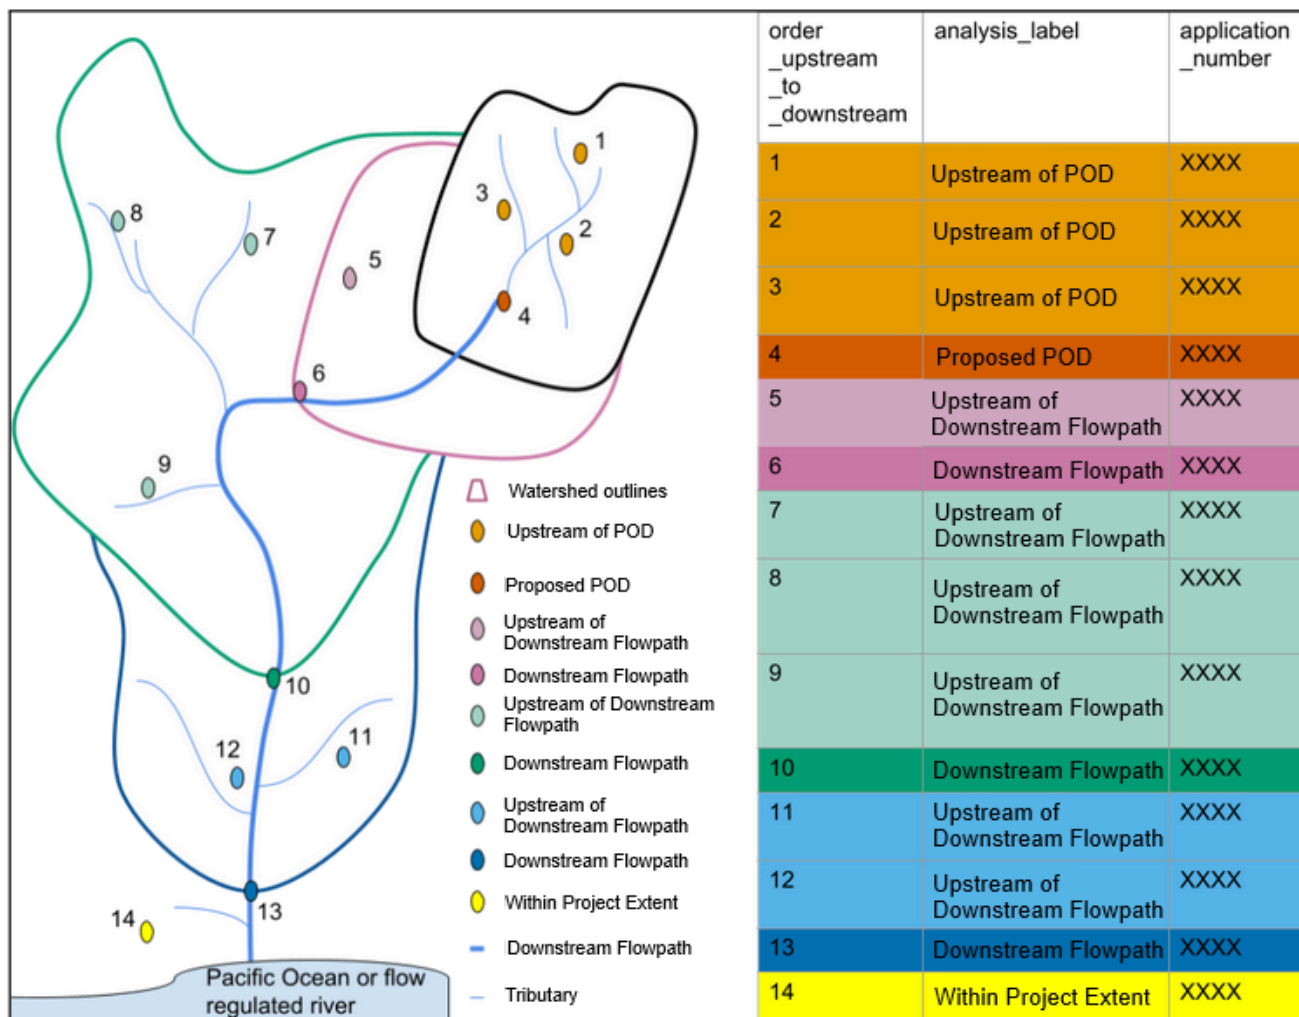 1
3
2
4
5
6
8
7
9
10
12
11
13
14
Pacific Ocean or flow
regulated river
Watershed outlines
Upstream of POD
Proposed POD
Upstream of
Downstream Flowpath
Downstream Flowpath
Upstream of Downstream
Flowpath
Downstream Flowpath
Upstream of
Downstream Flowpath
Downstream Flowpath
Within Project Extent
Downstream Flowpath
Tributary
order
_upstream
_to
_downstream
analysis_label
application
_number
1
Upstream of POD
XXXX
2
Upstream of POD
XXXX
3
Upstream of POD
XXXX
4
Proposed POD
XXXX
5
Upstream of
Downstream Flowpath
XXXX
6
Downstream Flowpath
XXXX
7
Upstream of
Downstream Flowpath
XXXX
8
Upstream of
Downstream Flowpath
XXXX
9
Upstream of
Downstream Flowpath
XXXX
10
Downstream Flowpath
XXXX
11
Upstream of
Downstream Flowpath
XXXX
12
Upstream of
Downstream Flowpath
XXXX
13
Downstream Flowpath
XXXX
14
Within Project Extent
XXXX